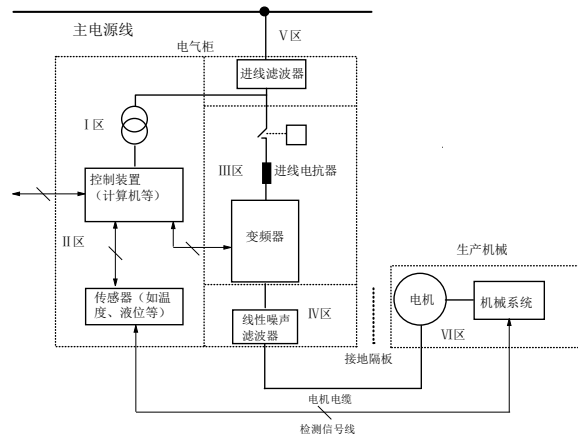 主电源线
V区
电气柜
进线滤波器
I区
III区
进线电抗器
控制装置
(计算机等)
变频器
II区
生产机械
传感器(如温
度、液位等)
线性噪声
滤波器
IV区
电机
机械系统
VI区
接地隔板
电机电缆
检测信号线